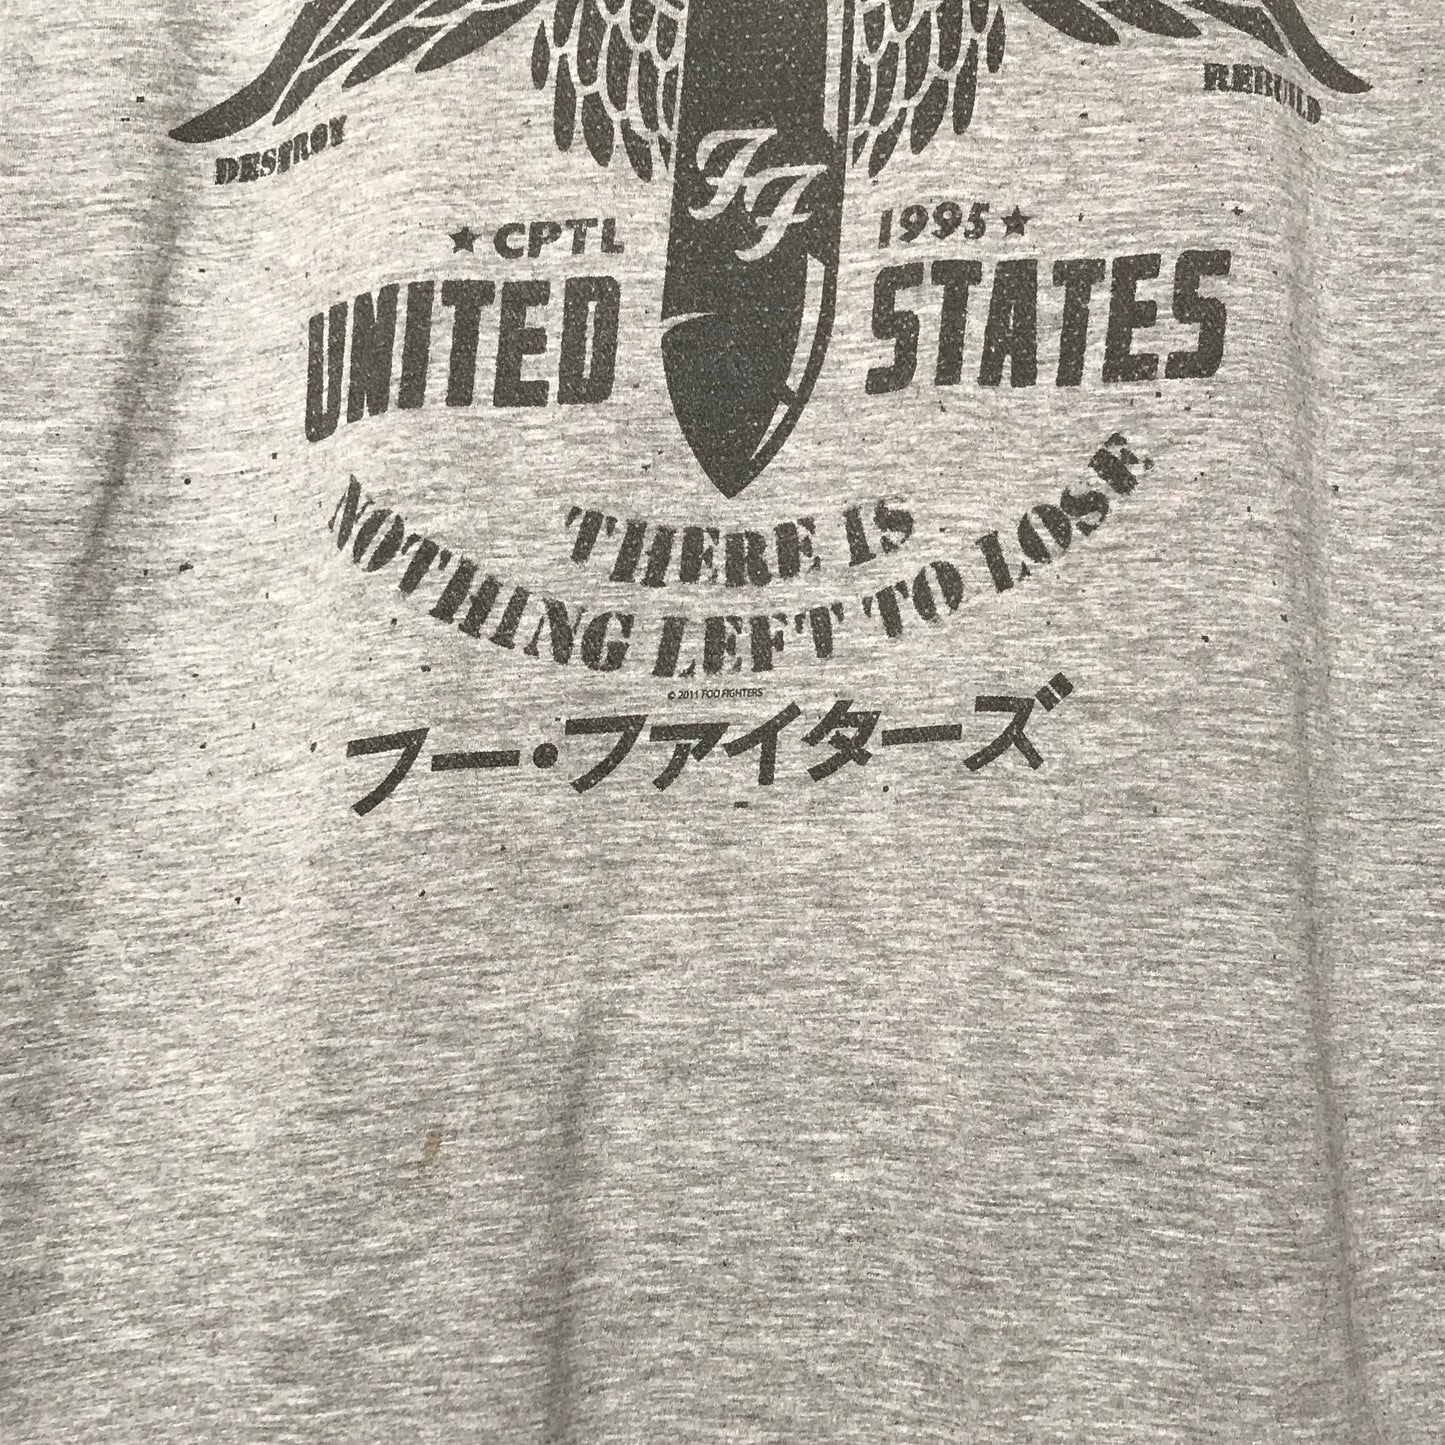 REBUILD
DESTROY
FF
★CPTL 1995★
UNITED STATES
THERE IS
NOTHING LEFT TO LOSE
© 2011 FOO FIGHTERS
フー・ファイターズ